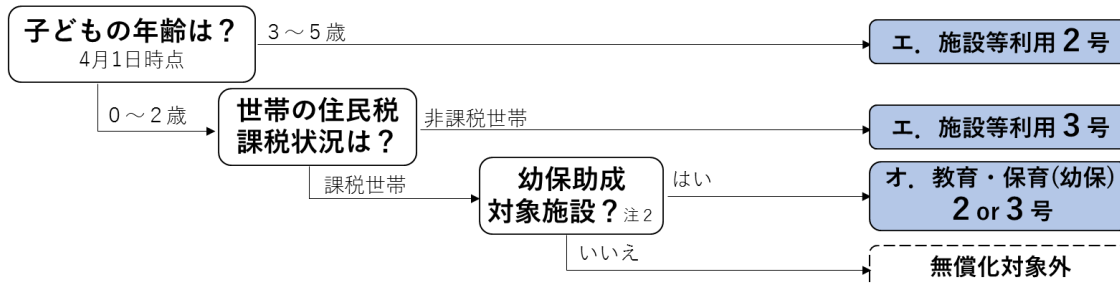 子どもの年齢は？
4月1日時点
３～５歳
エ．施設等利用２号
０～２歳
世帯の住民税
課税状況は？
非課税世帯
エ．施設等利用３号
課税世帯
幼保助成
対象施設？注２
はい
オ．教育・保育(幼保)
２or３号
いいえ
無償化対象外